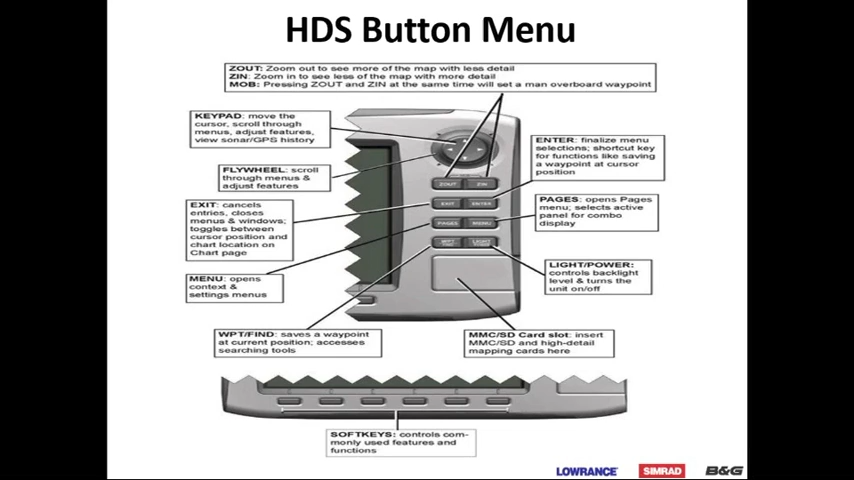 HDS Button Menu
ZOUT: Zoom out to see more of the map with less detail
ZIN: Zoom in to see less of the map with more detail
MOB: Pressing ZOUT and ZIN at the same time will set a man overboard waypoint
KEYPAD: move the
cursor, scroll through
menus, adjust features,
view sonar/GPS history
FLYWHEEL: scroll
through menus &
adjust features
EXIT: cancels
entries, closes
menus & windows;
toggles between
cursor position and
chart location on
Chart page
MENU: opens
context &
settings menus
WPT/FIND: saves a waypoint
at current position; accesses
searching tools
ENTER: finalize menu
selections; shortcut key
for functions like saving
a waypoint at cursor
position
PAGES: opens Pages
menu; selects active
panel for combo
display
LIGHT/POWER:
controls backlight
level & turns the
unit on/off
MMC/SD Card slot: insert
MMC/SD and high-detail
mapping cards here
ZOUT ZIN
EXIT ENTER
PAGES MENU
WPT LIGHT
SOFTKEYS: controls com-
monly used features and
functions
LOWRANCE SIMRAD B&G